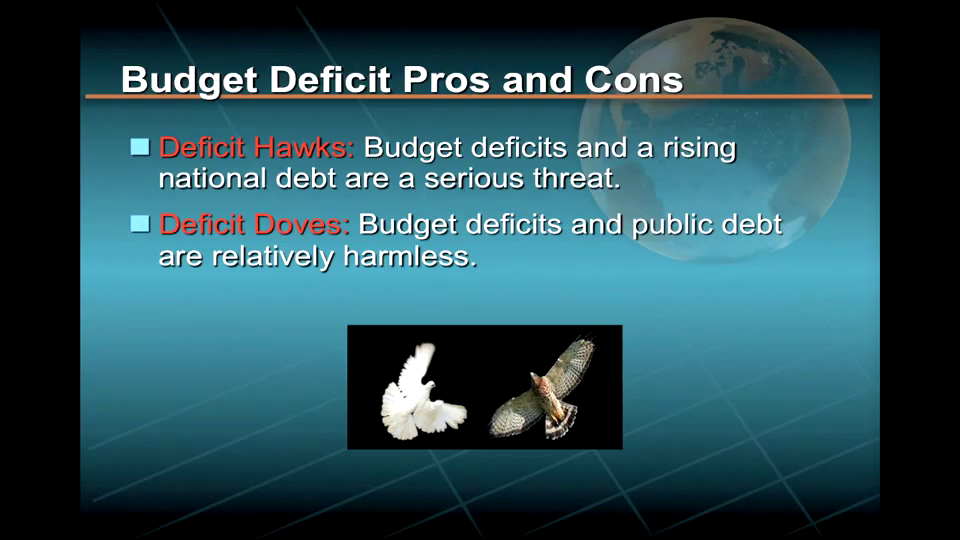 Budget Deficit Pros and Cons
Deficit Hawks: Budget deficits and a rising
national debt are a serious threat.
Deficit Doves: Budget deficits and public debt
are relatively harmless.